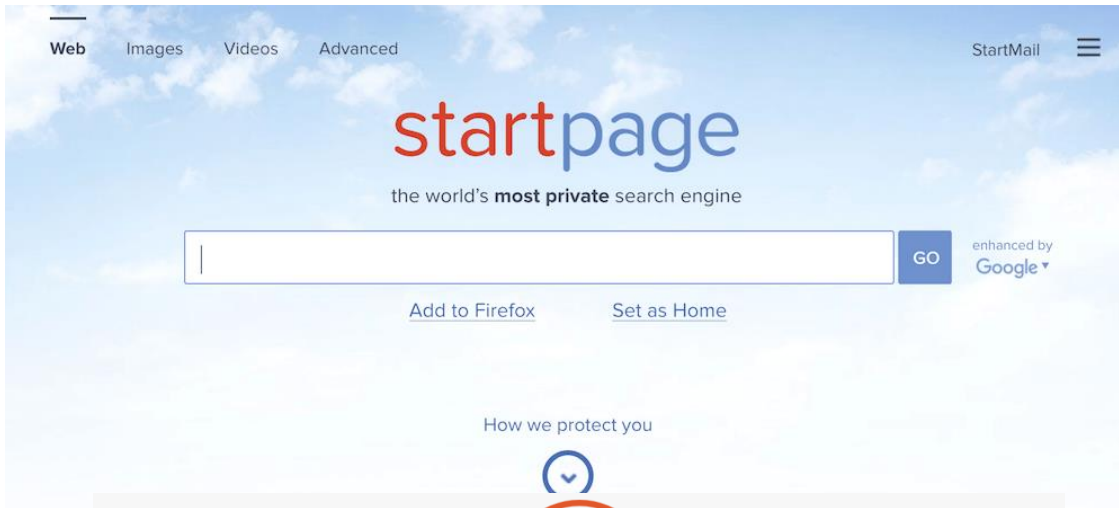 Web Images Videos Advanced StartMail
startpage
the world's most private search engine
GO
enhanced by
Google
Add to Firefox Set as Home
How we protect you